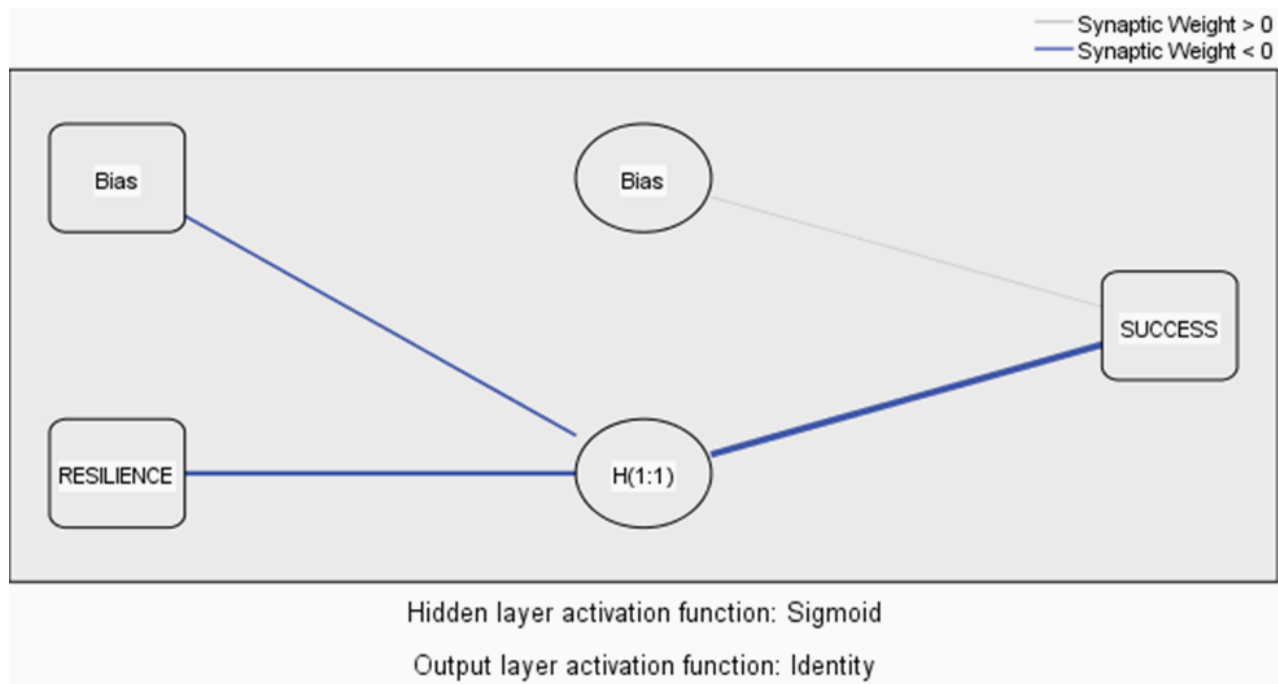 Synaptic Weight > 0
Synaptic Weight < 0
Bias
Bias
SUCCESS
RESILIENCE
H(1:1)
Hidden layer activation function: Sigmoid
Output layer activation function: Identity